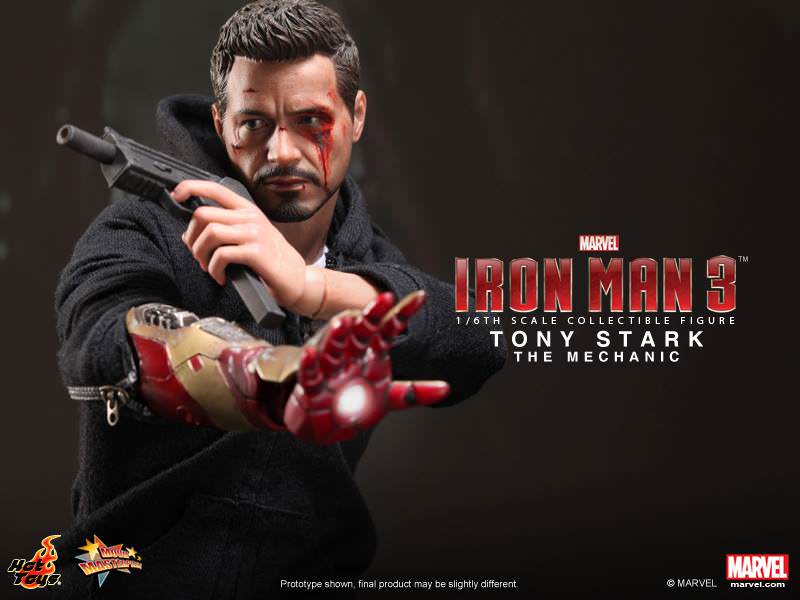 MARVEL
IRON MAN 3™
1/6TH SCALE COLLECTIBLE FIGURE
TONY STARK
THE MECHANIC
HOT TOYS
MOVIE MASTERPIECE
Prototype shown, final product may be slightly different.
© MARVEL
MARVEL
marvel.com